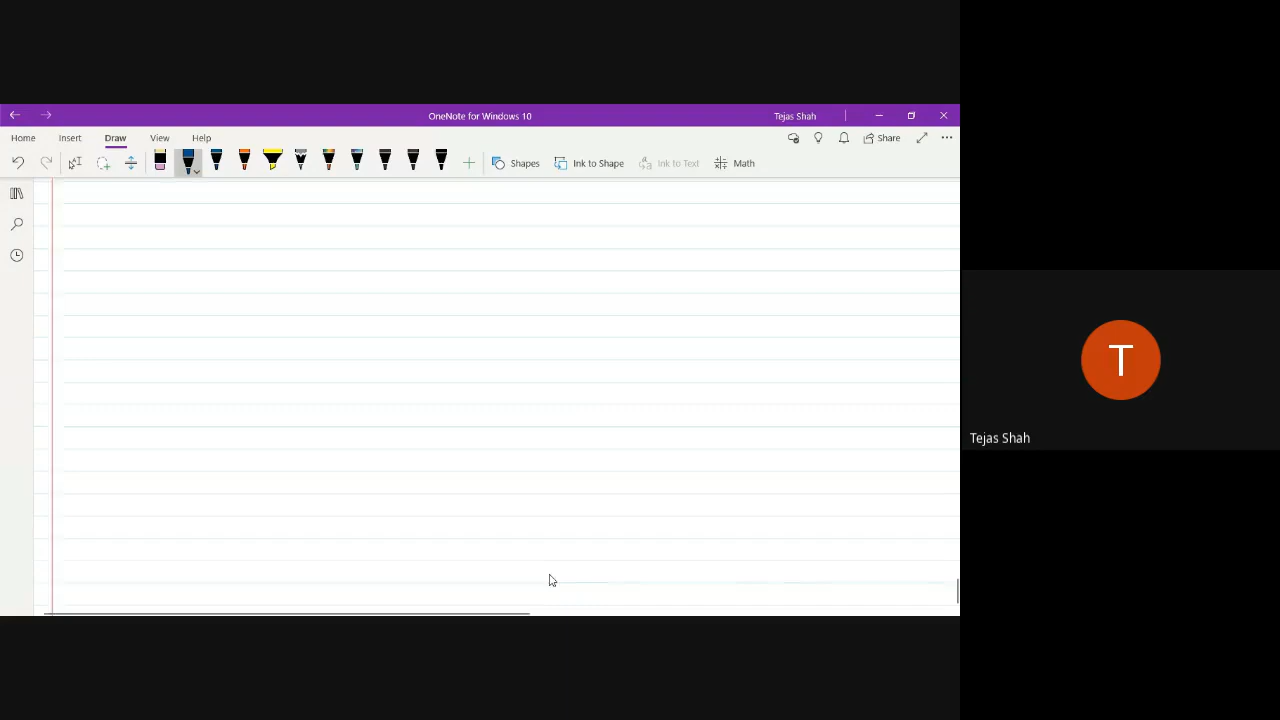 OneNote for Windows 10
Tejas Shah
Home Insert Draw View Help
Share
Shapes Ink to Shape Ink to Text Math
T
Tejas Shah